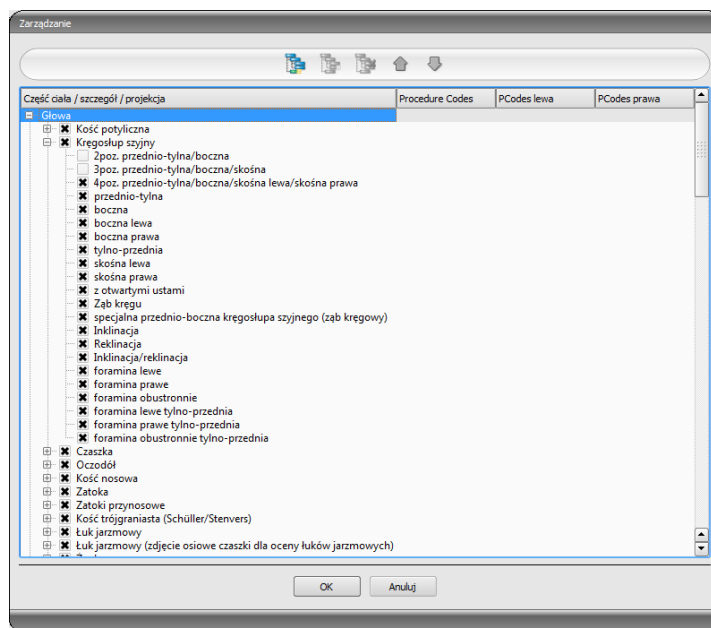 Zarządzanie
Część ciała / szczegół / projekcja Procedure Codes PCodes lewa PCodes prawa
Głowa
Kość potyliczna
Kręgosłup szyjny
2poz. przednio-tylna/boczna
3poz. przednio-tylna/boczna/skośna
4poz. przednio-tylna/boczna/skośna lewa/skośna prawa
przednio-tylna
boczna
boczna lewa
boczna prawa
tylno-przednia
skośna lewa
skośna prawa
z otwartymi ustami
Ząb kręgu
specjalna przednio-boczna kręgosłupa szyjnego (ząb kręgowy)
Inklinacja
Reklinacja
Inklinacja/reklinacja
foramina lewe
foramina prawe
foramina obustronnie
foramina lewe tylno-przednia
foramina prawe tylno-przednia
foramina obustronnie tylno-przednia
Czaszka
Oczodół
Kość nosowa
Zatoka
Zatoki przynosowe
Kość trójgraniasta (Schüller/Stenvers)
Łuk jarzmowy
Łuk jarzmowy (zdjęcie osiowe czaszki dla oceny łuków jarzmowych)
OK Anuluj